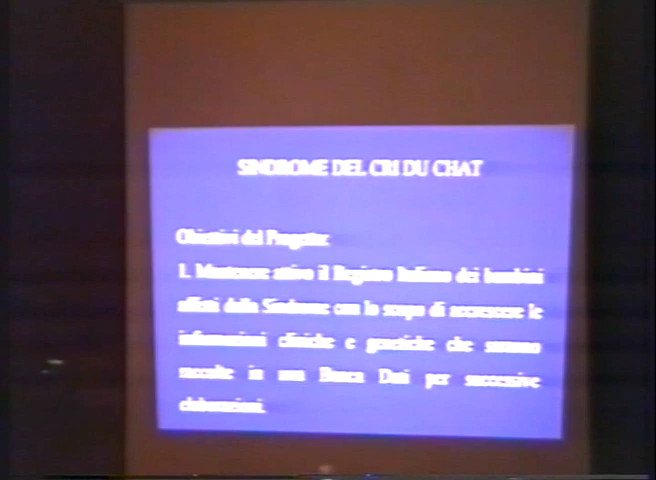 SINDROME DEL CRI DU CHAT
Obiettivi del Progetto:
1. Mantenere attivo il Registro Italiano dei bambini
affetti dalla Sindrome con lo scopo di accrescere le
informazioni cliniche e genetiche che saranno
raccolte in una Banca Dati per successive
elaborazioni.